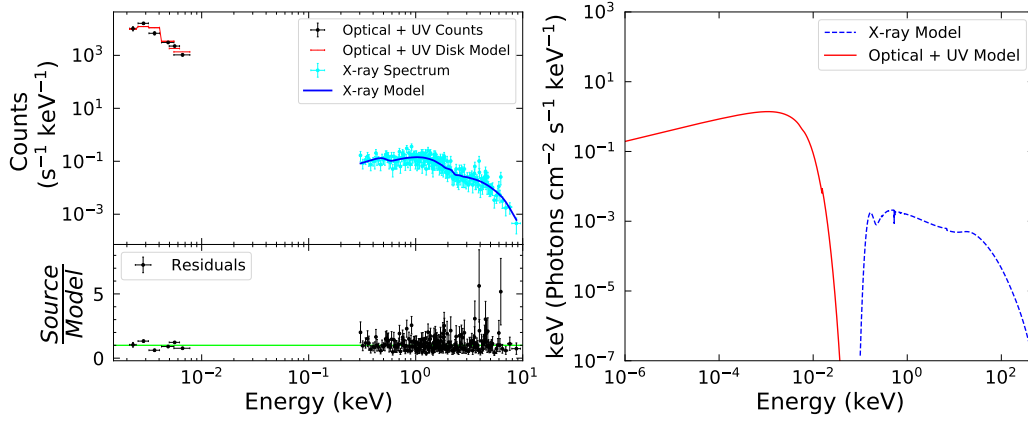 Counts
(s⁻¹ keV⁻¹)
10³
10¹
10⁻¹
10⁻³
Optical + UV Counts
Optical + UV Disk Model
X-ray Spectrum
X-ray Model
Source
Model
5
0
Residuals
10⁻² 10⁻¹ 10⁰ 10¹
Energy (keV)
keV (Photons cm⁻² s⁻¹ keV⁻¹)
10³
10¹
10⁻¹
10⁻³
10⁻⁵
10⁻⁷
X-ray Model
Optical + UV Model
10⁻⁶ 10⁻⁴ 10⁻² 10⁰ 10²
Energy (keV)